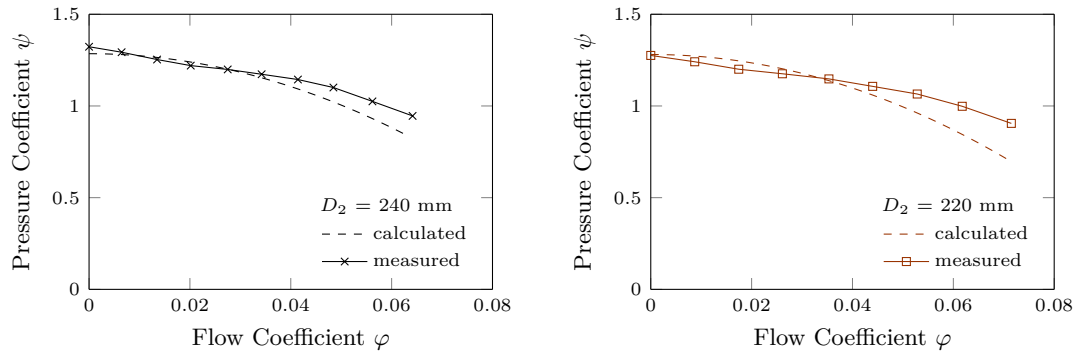 1.5
1
0.5
0
0
0.02
0.04
0.06
0.08
Pressure Coefficient ψ
Flow Coefficient φ
D₂ = 240 mm
calculated
measured
1.5
1
0.5
0
0
0.02
0.04
0.06
0.08
Pressure Coefficient ψ
Flow Coefficient φ
D₂ = 220 mm
calculated
measured